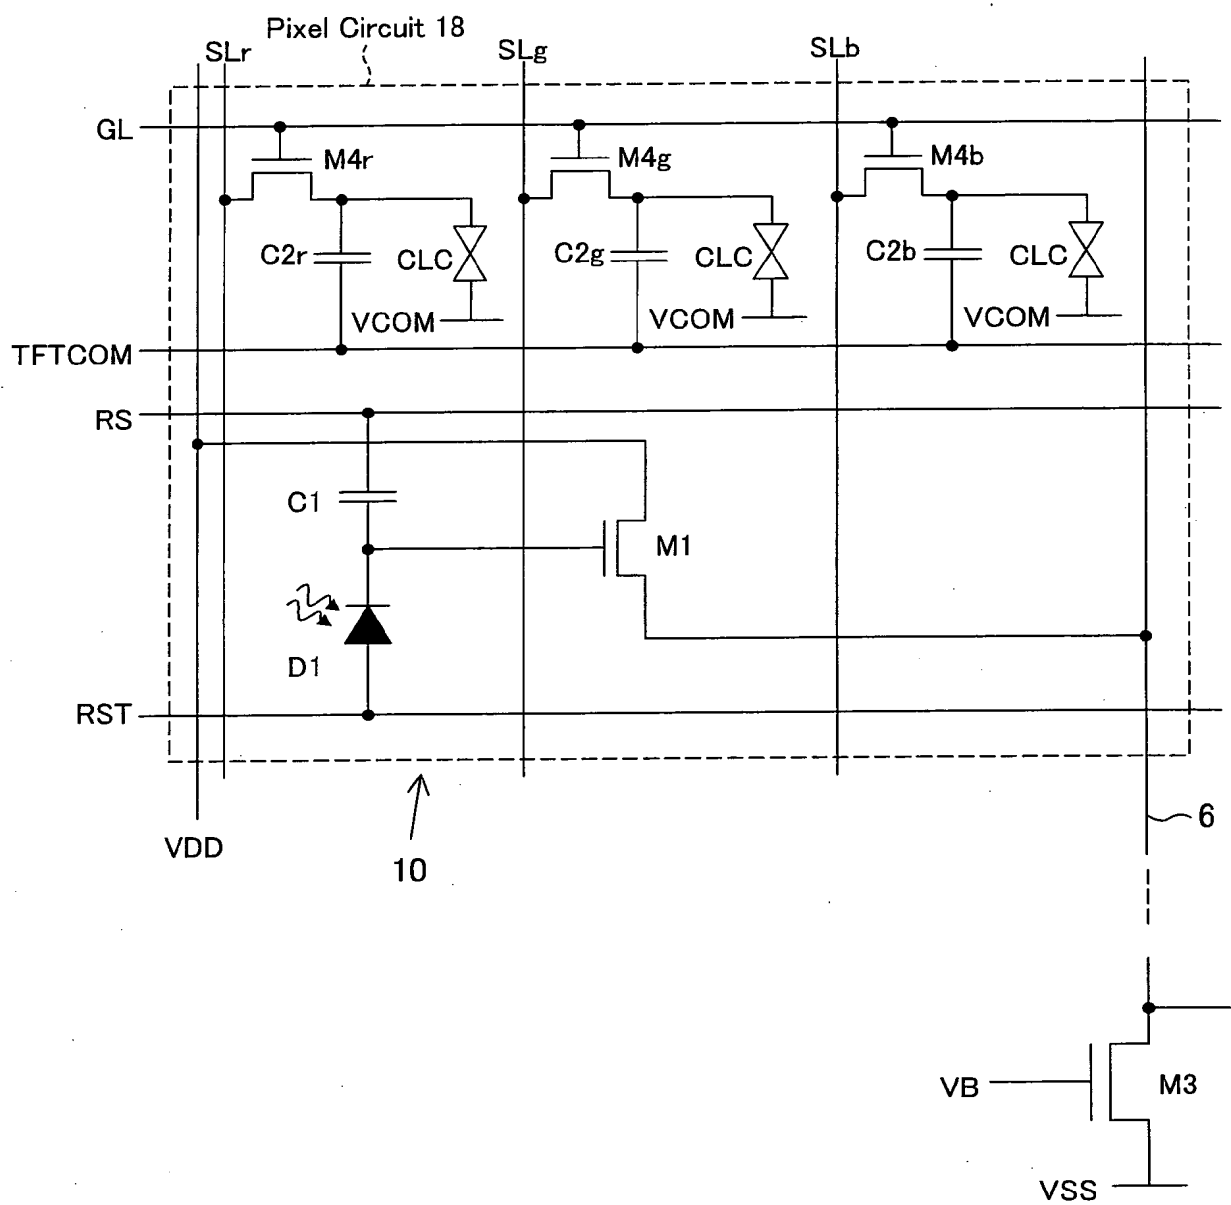 Pixel Circuit 18
SLr
SLg
SLb
GL
M4r
M4g
M4b
C2r
CLC
C2g
CLC
C2b
CLC
VCOM
VCOM
VCOM
TFTCOM
RS
C1
M1
D1
RST
VDD
10
6
VB
M3
VSS